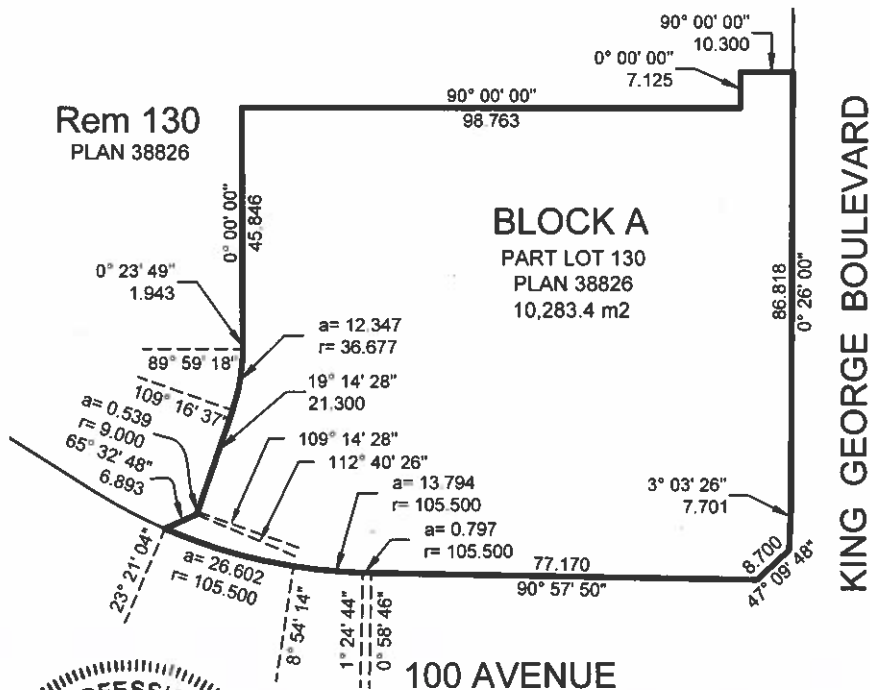 90° 00' 00"
10.300
0° 00' 00"
7.125
90° 00' 00"
98.763
Rem 130
PLAN 38826
0° 00' 00"
45.846
BLOCK A
PART LOT 130
PLAN 38826
10,283.4 m2
KING GEORGE BOULEVARD
86.818
0° 26' 00"
0° 23' 49"
1.943
a= 12.347
r= 36.677
89° 59' 18"
19° 14' 28"
21.300
109° 16' 37"
a= 0.539
r= 9.000
65° 32' 48"
6.893
109° 14' 28"
112° 40' 26"
a= 13.794
r= 105.500
a= 0.797
r= 105.500
3° 03' 26"
7.701
77.170
90° 57' 50"
8.700
47° 09' 48"
a= 26.602
r= 105.500
23° 21' 04"
8° 54' 14"
1° 24' 44"
0° 58' 46"
100 AVENUE